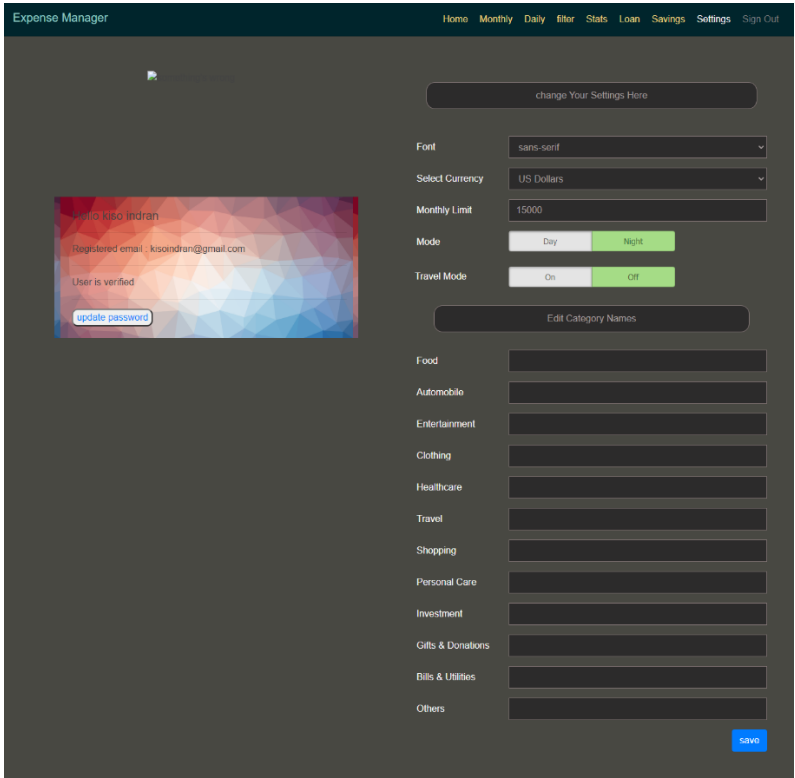 Expense Manager
Home Monthly Daily filter Stats Loan Savings Settings Sign Out
change Your Settings Here
Font sans-serif
Select Currency US Dollars
Monthly Limit 15000
Mode Day Night
Travel Mode On Off
Hello kiso indran
Registered email : kisoindran@gmail.com
User is verified
update password
Edit Category Names
Food
Automobile
Entertainment
Clothing
Healthcare
Travel
Shopping
Personal Care
Investment
Gifts & Donations
Bills & Utilities
Others
save